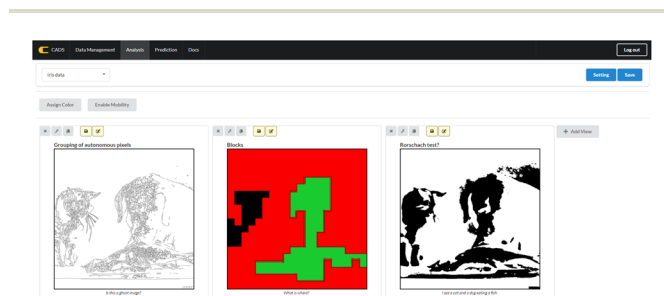 CADS Data Management Analysis Prediction Docs Log out
iris data Setting Save
Assign Color Enable Mobility
+ Add View
Grouping of autonomous pixels Blocks Rorschach test?
Is this a ghost image? What is what? I see a cat and a dog eating a fish